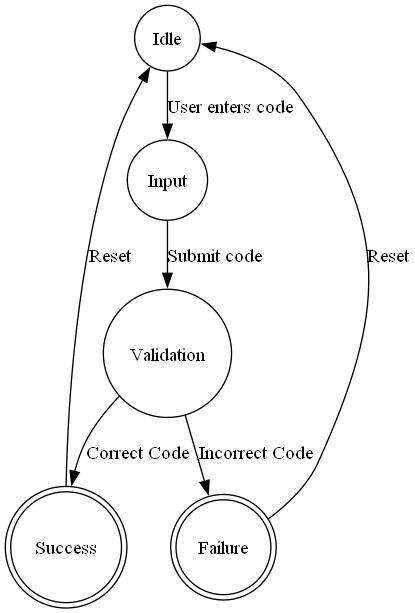 Idle
User enters code
Input
Reset
Submit code
Reset
Validation
Correct Code
Incorrect Code
Success
Failure